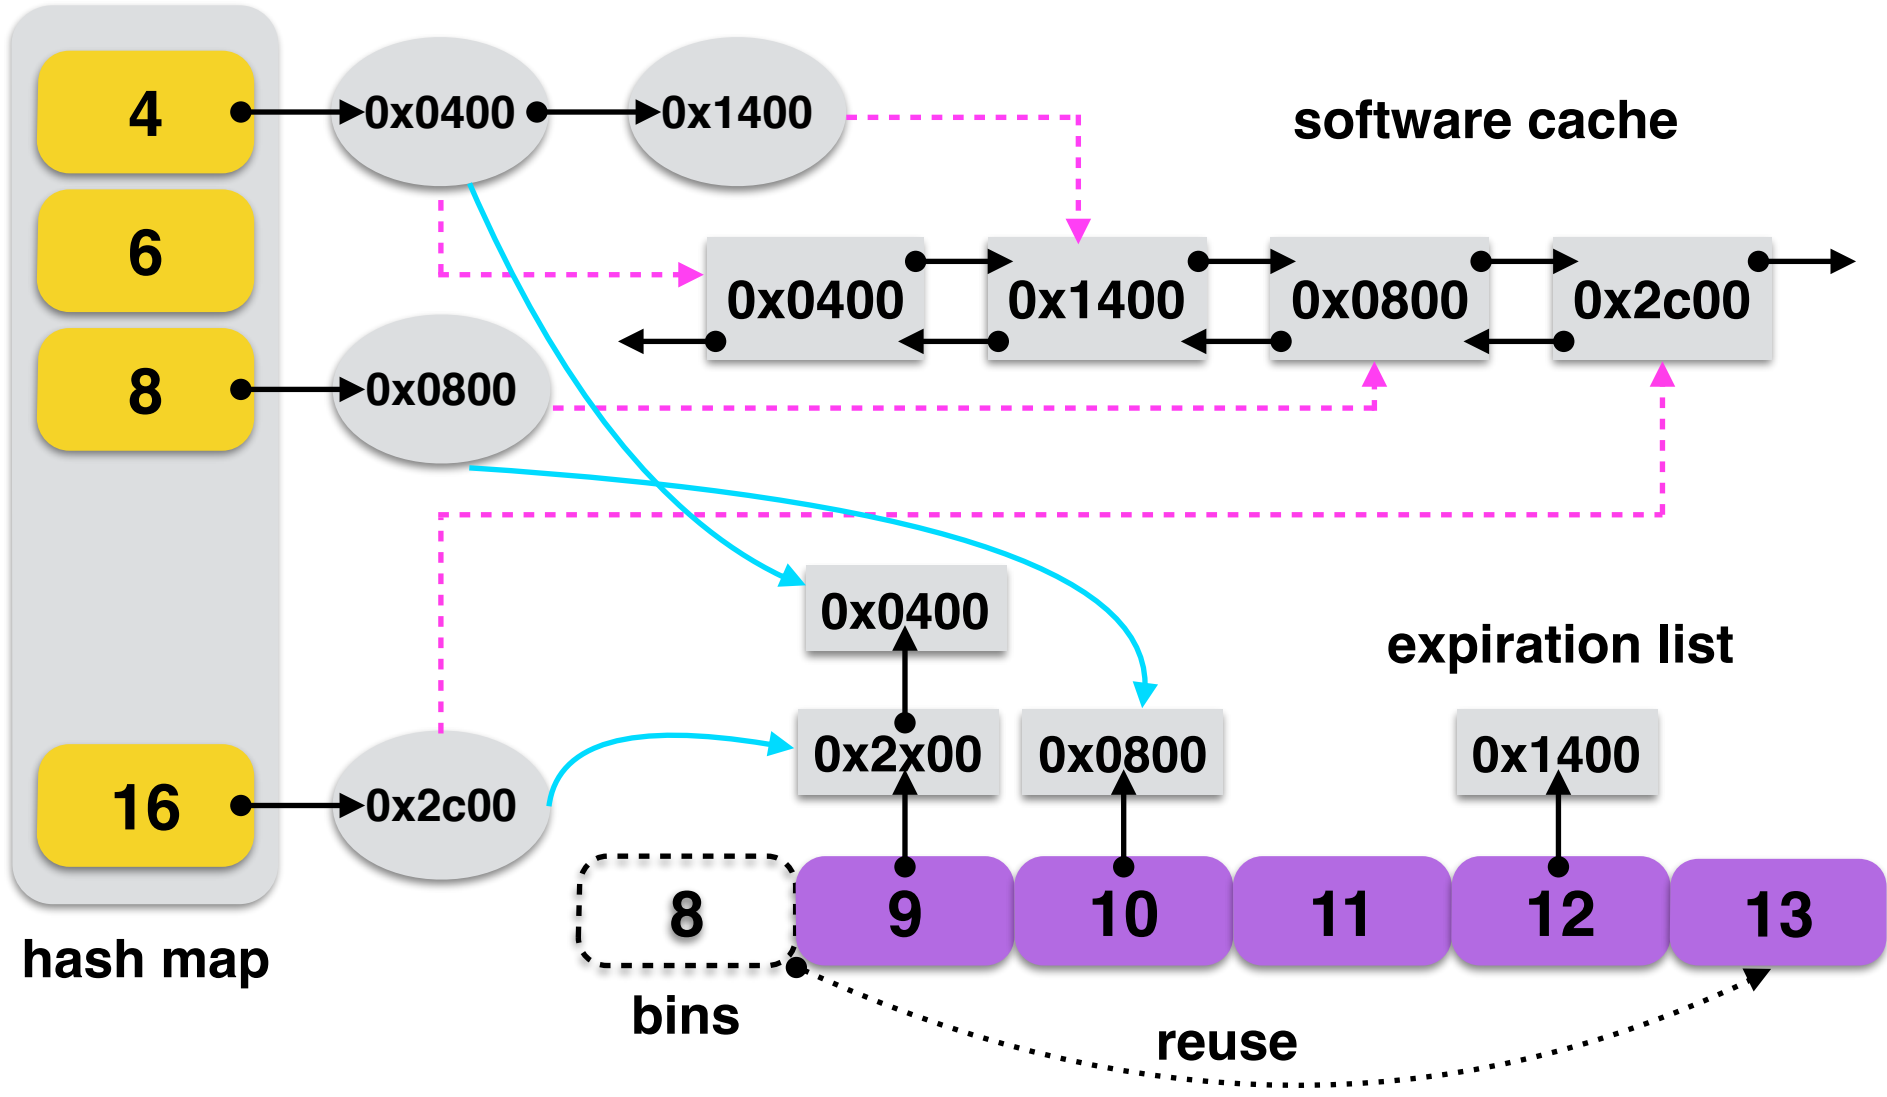 4
0x0400
0x1400
software cache
6
0x0400
0x1400
0x0800
0x2c00
8
0x0800
0x0400
expiration list
0x2x00
0x0800
0x1400
16
0x2c00
8
9
10
11
12
13
hash map
bins
reuse